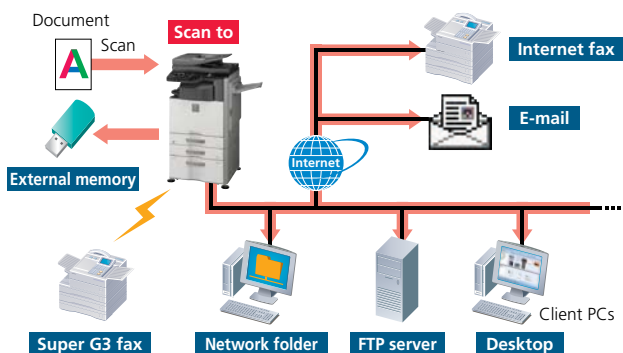 Document
Scan
A
Scan to
Internet fax
E-mail
External memory
Internet
Client PCs
Super G3 fax
Network folder
FTP server
Desktop